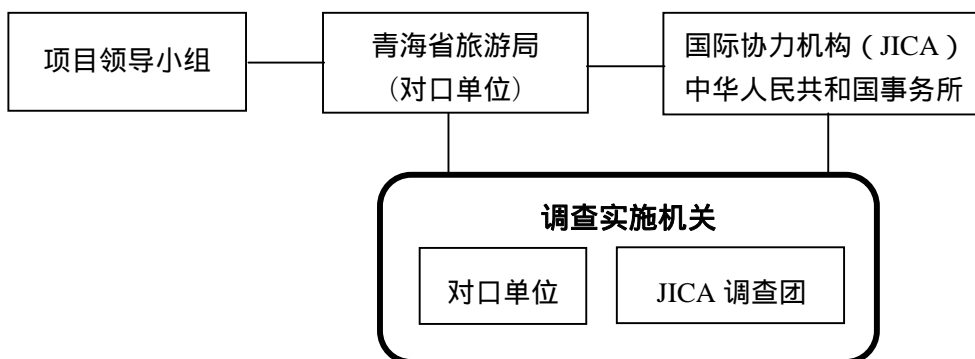 项目领导小组
青海省旅游局
（对口单位）
国际协力机构（JICA）
中华人民共和国事务所
调查实施机关
对口单位
JICA 调查团